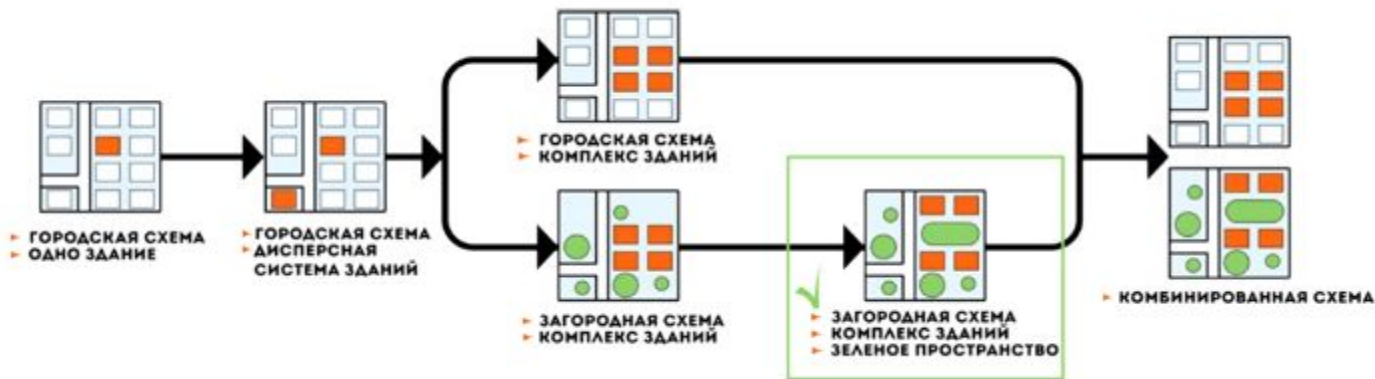 ГОРОДСКАЯ СХЕМА
ОДНО ЗДАНИЕ
ГОРОДСКАЯ СХЕМА
ДИСПЕРСНАЯ
СИСТЕМА ЗДАНИЙ
ГОРОДСКАЯ СХЕМА
КОМПЛЕКС ЗДАНИЙ
ЗАГОРОДНАЯ СХЕМА
КОМПЛЕКС ЗДАНИЙ
ЗАГОРОДНАЯ СХЕМА
КОМПЛЕКС ЗДАНИЙ
ЗЕЛЕНОЕ ПРОСТРАНСТВО
КОМБИНИРОВАННАЯ СХЕМА